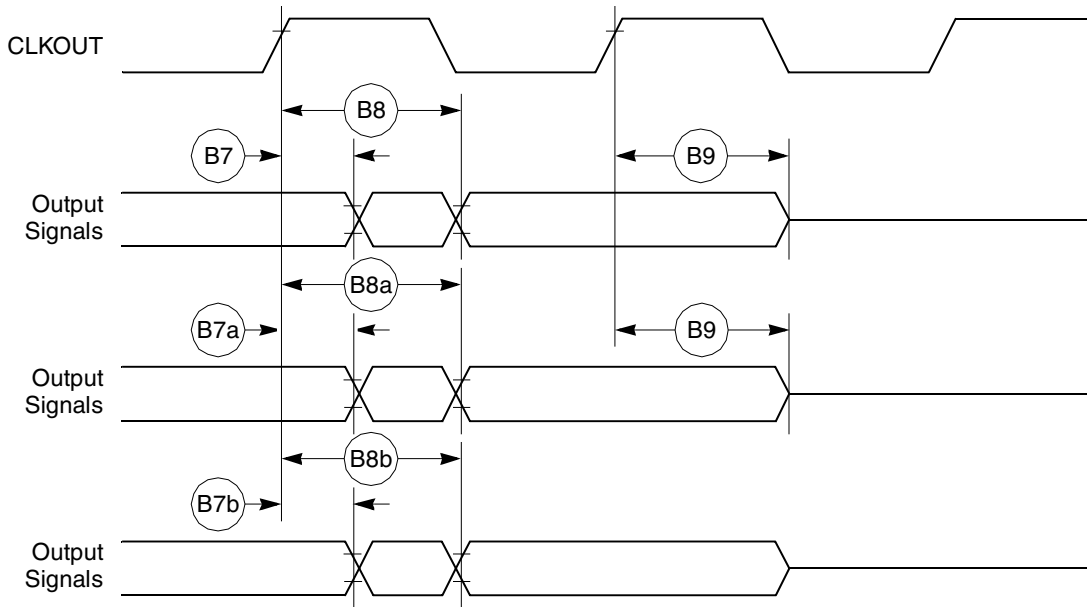 CLKOUT
B8
B7
B9
Output
Signals
B8a
B7a
B9
Output
Signals
B8b
B7b
Output
Signals